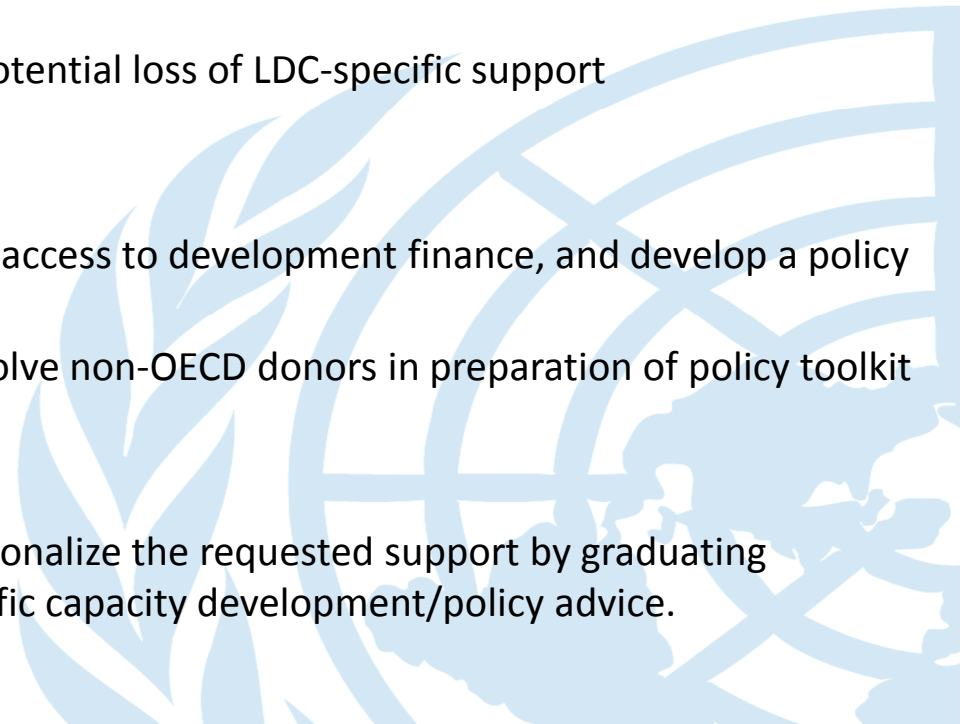 otential loss of LDC-specific support
access to development finance, and develop a policy
olve non-OECD donors in preparation of policy toolkit
onalize the requested support by graduating
fic capacity development/policy advice.